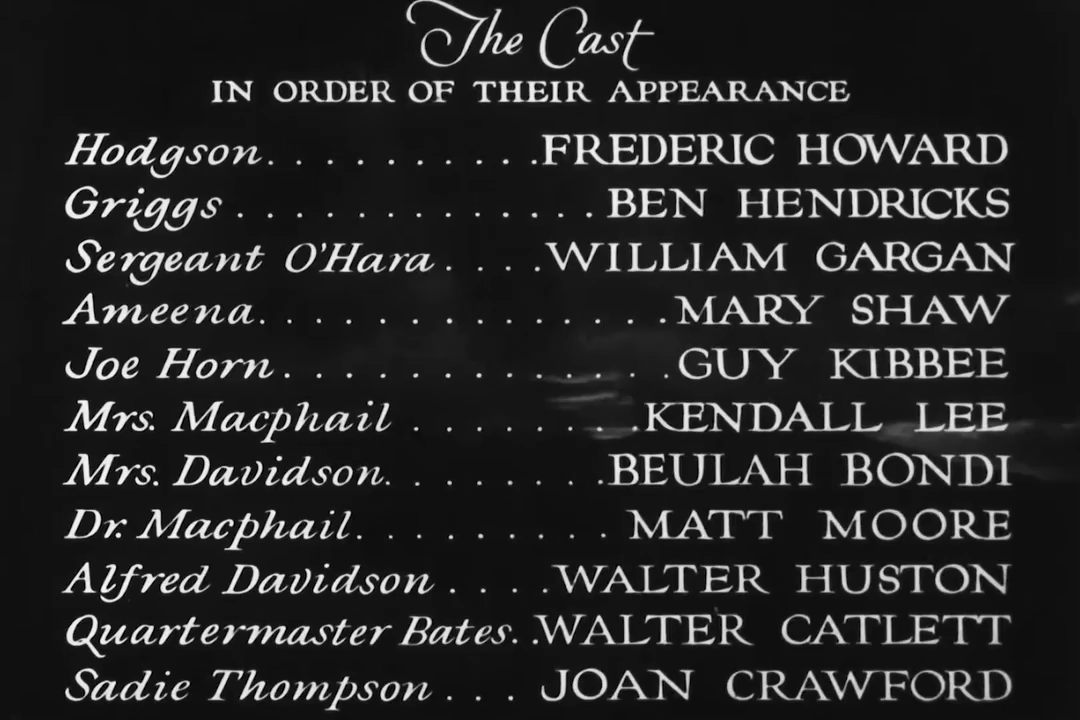 The Cast
IN ORDER OF THEIR APPEARANCE
Hodgson. . . . . . . . . . .FREDERIC HOWARD
Griggs . . . . . . . . . . . . . .BEN HENDRICKS
Sergeant O'Hara . . . .WILLIAM GARGAN
Ameena. . . . . . . . . . . . . .MARY SHAW
Joe Horn. . . . . . . . . . . . .GUY KIBBEE
Mrs. Macphail . . . . . . . .KENDALL LEE
Mrs. Davidson. . . . . . . .BEULAH BONDI
Dr. Macphail. . . . . . . . . MATT MOORE
Alfred Davidson . . . .WALTER HUSTON
Quartermaster Bates. .WALTER CATLETT
Sadie Thompson . . . JOAN CRAWFORD